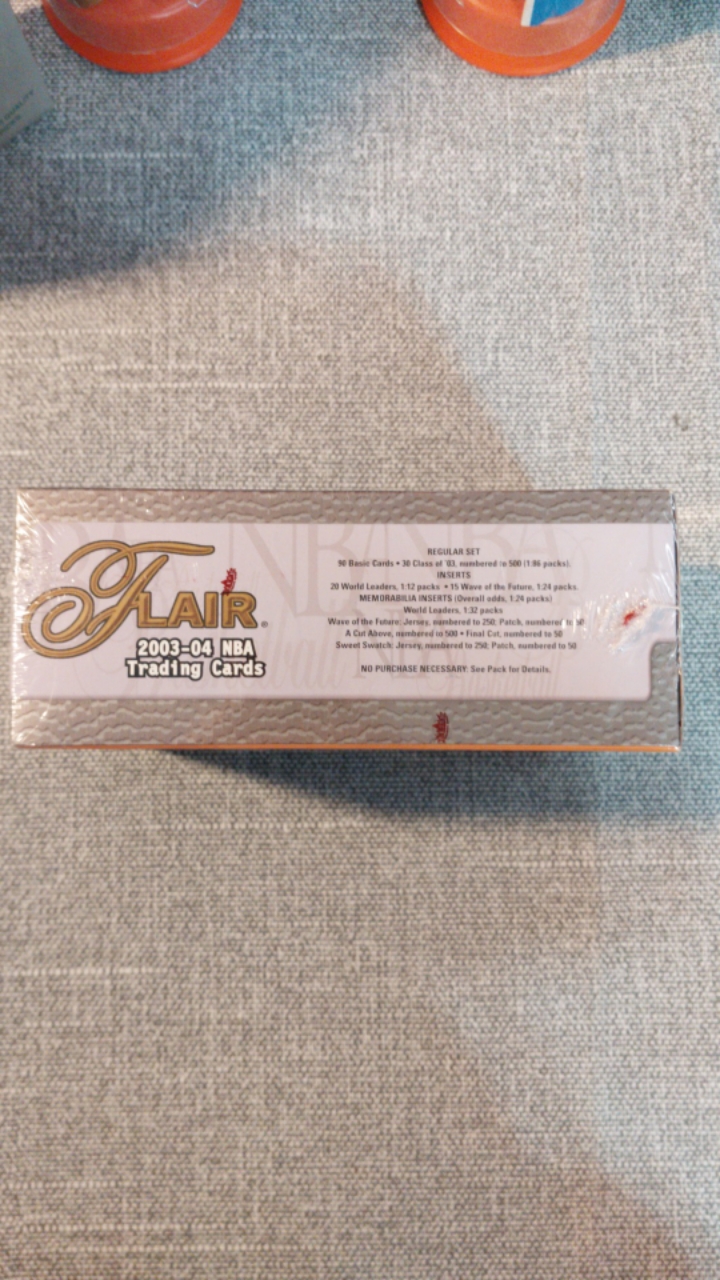 FLAIR®
2003-04 NBA
Trading Cards
REGULAR SET
90 Basic Cards • 30 Class of '03, numbered to 500 (1:96 packs).
INSERTS
20 World Leaders, 1:12 packs • 15 Wave of the Future, 1:24 packs.
MEMORABILIA INSERTS (Overall odds, 1:24 packs)
World Leaders, 1:32 packs
Wave of the Future: Jersey, numbered to 250; Patch, numbered to 50
A Cut Above, numbered to 500 • Final Cut, numbered to 50
Sweet Swatch: Jersey, numbered to 250; Patch, numbered to 50
NO PURCHASE NECESSARY: See Pack for Details.